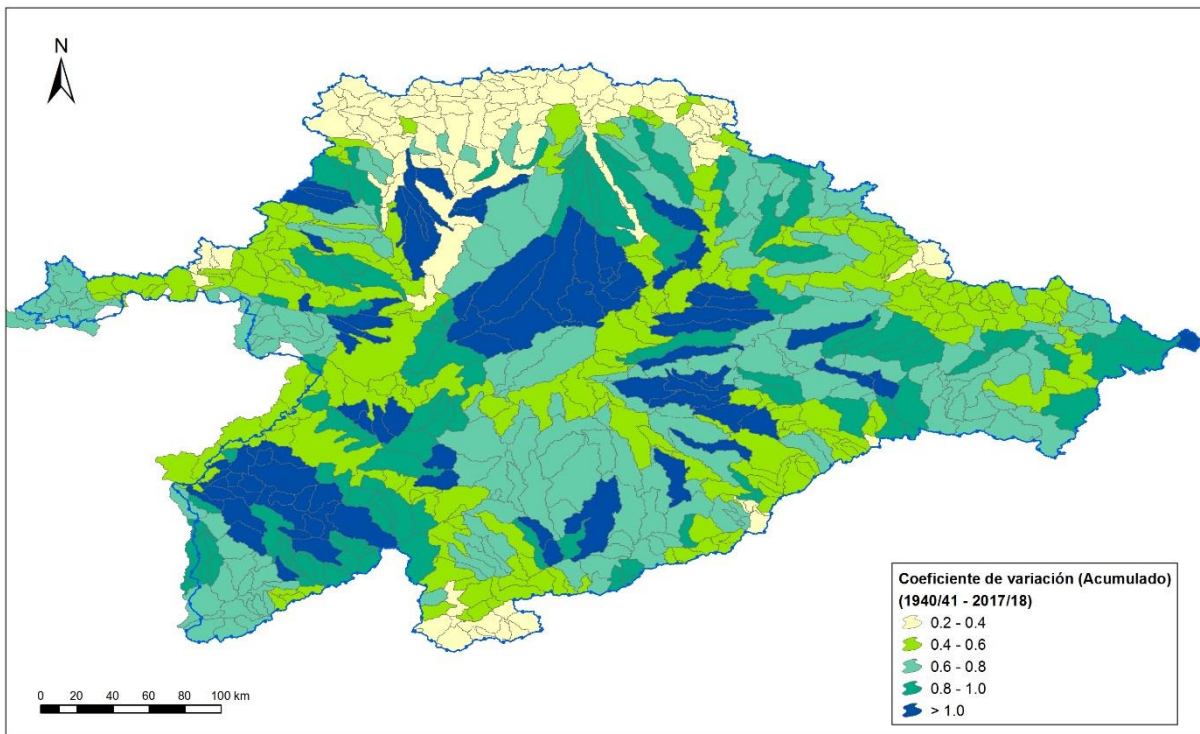 N
Coeficiente de variación (Acumulado)
(1940/41 - 2017/18)
0.2 - 0.4
0.4 - 0.6
0.6 - 0.8
0.8 - 1.0
> 1.0
0 20 40 60 80 100 km